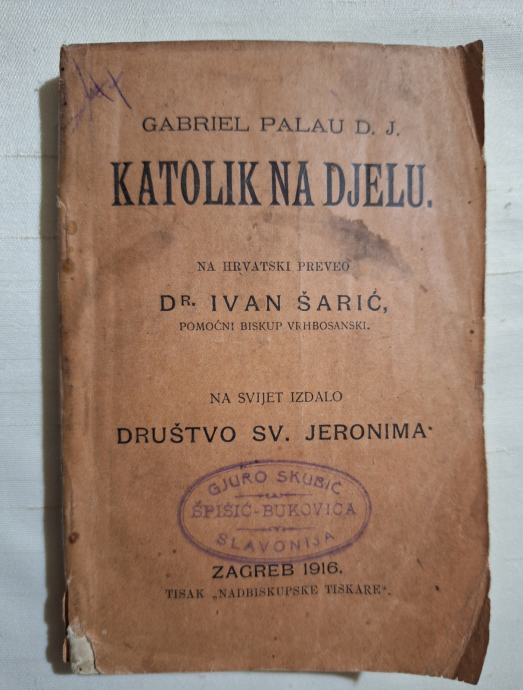 GABRIEL PALAU D. J.
KATOLIK NA DJELU.
NA HRVATSKI PREVEO
DR. IVAN ŠARIĆ,
POMOĆNI BISKUP VRHBOSANSKI.
NA SVIJET IZDALO
DRUŠTVO SV. JERONIMA
GJURO SKUBIC
ŠPIŠIĆ-BUKOVICA
SLAVONIJA
ZAGREB 1916.
TISAK „NADBISKUPSKE TISKARE“.